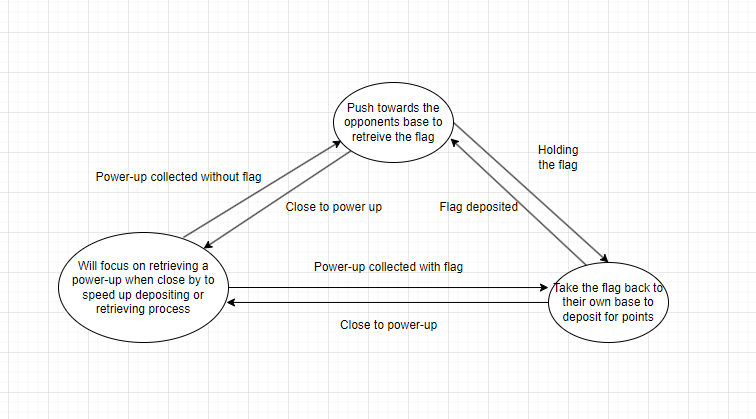 Push towards the
opponents base to
retreive the flag
Holding
the flag
Power-up collected without flag
Close to power up
Flag deposited
Will focus on retrieving a
power-up when close by to
speed up depositing or
retrieving process
Power-up collected with flag
Take the flag back to
their own base to
deposit for points
Close to power-up